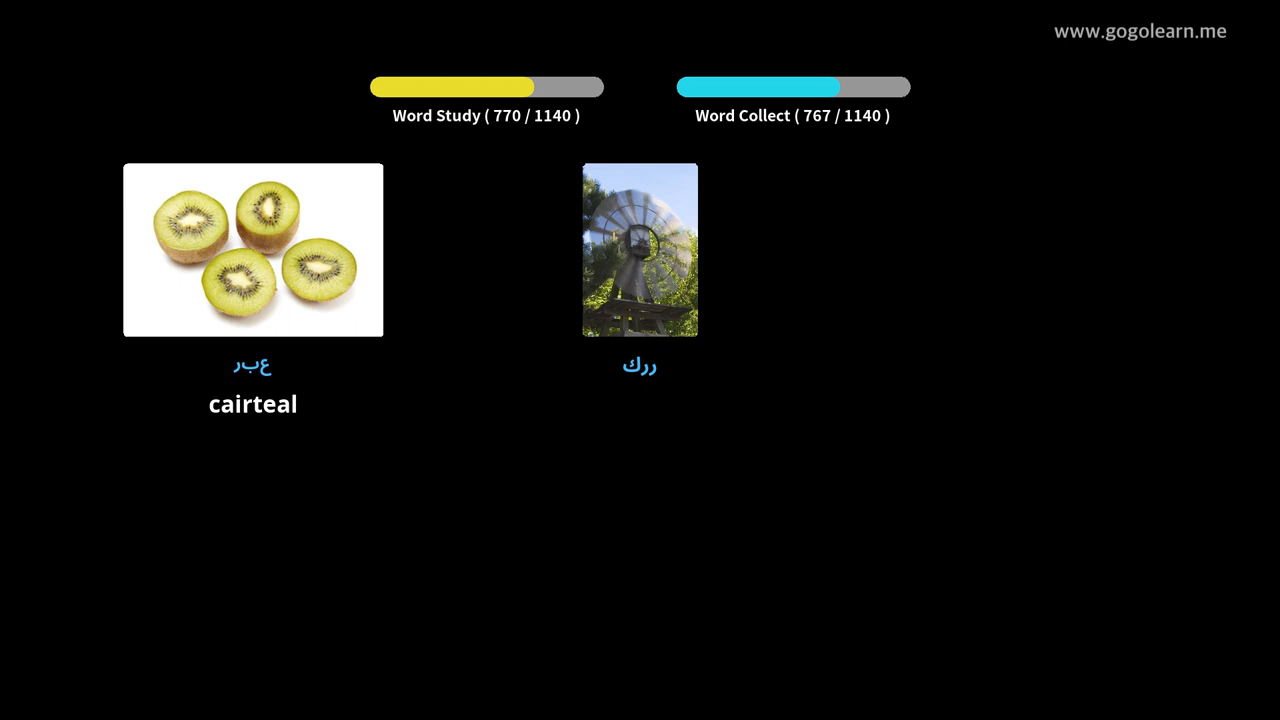 www.gogolearn.me
Word Study ( 770 / 1140 )
Word Collect ( 767 / 1140 )
عبر
ررك
cairteal